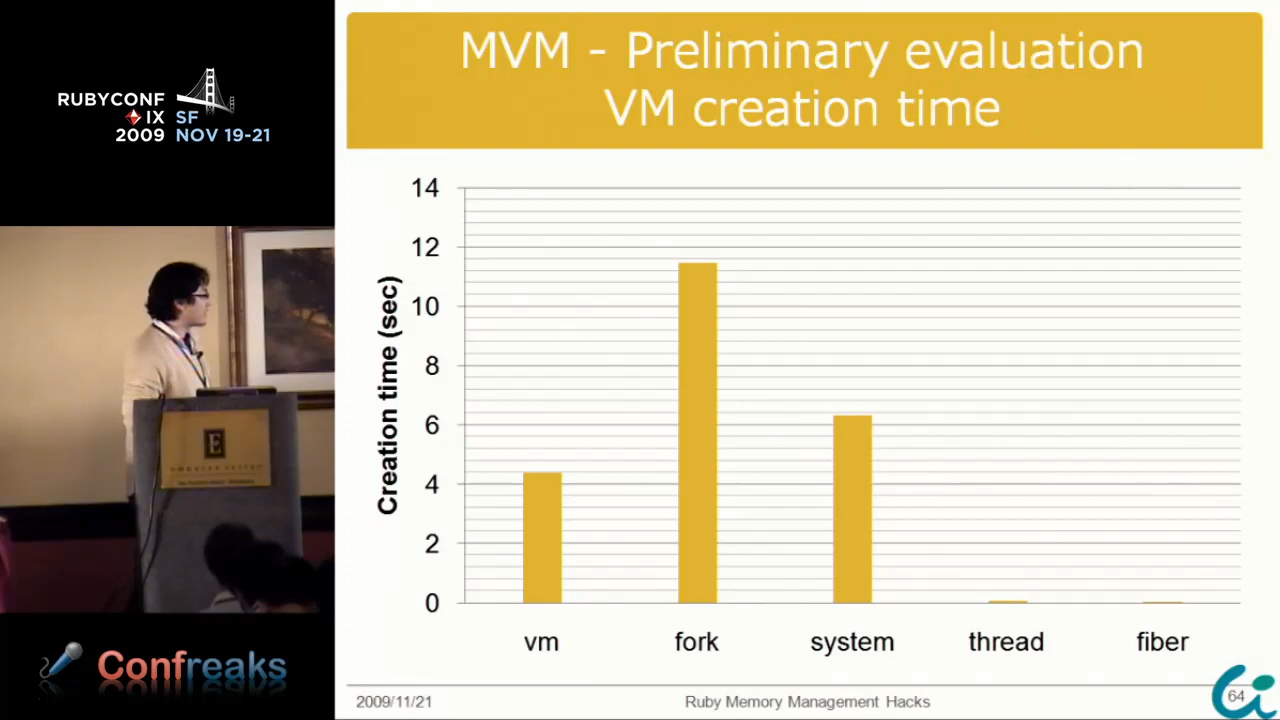 RUBYCONF
IX SF
2009 NOV 19-21
MVM - Preliminary evaluation
VM creation time
Creation time (sec)
14
12
10
8
6
4
2
0
vm
fork
system
thread
fiber
E
Confreaks
2009/11/21
Ruby Memory Management Hacks
64